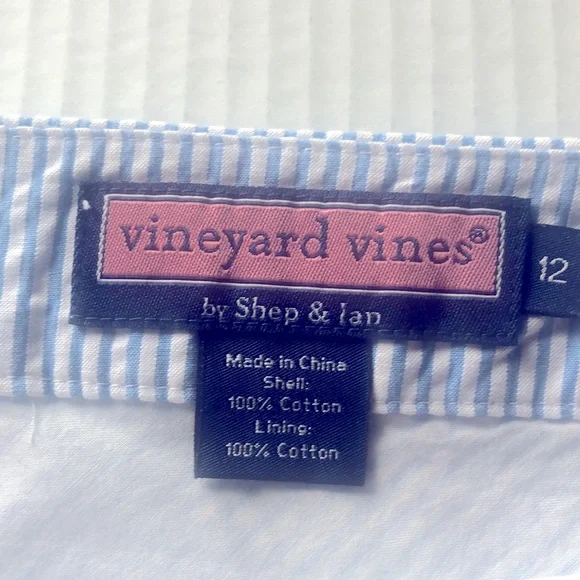 vineyard vines®
by Shep & Ian
12
Made in China
Shell:
100% Cotton
Lining:
100% Cotton